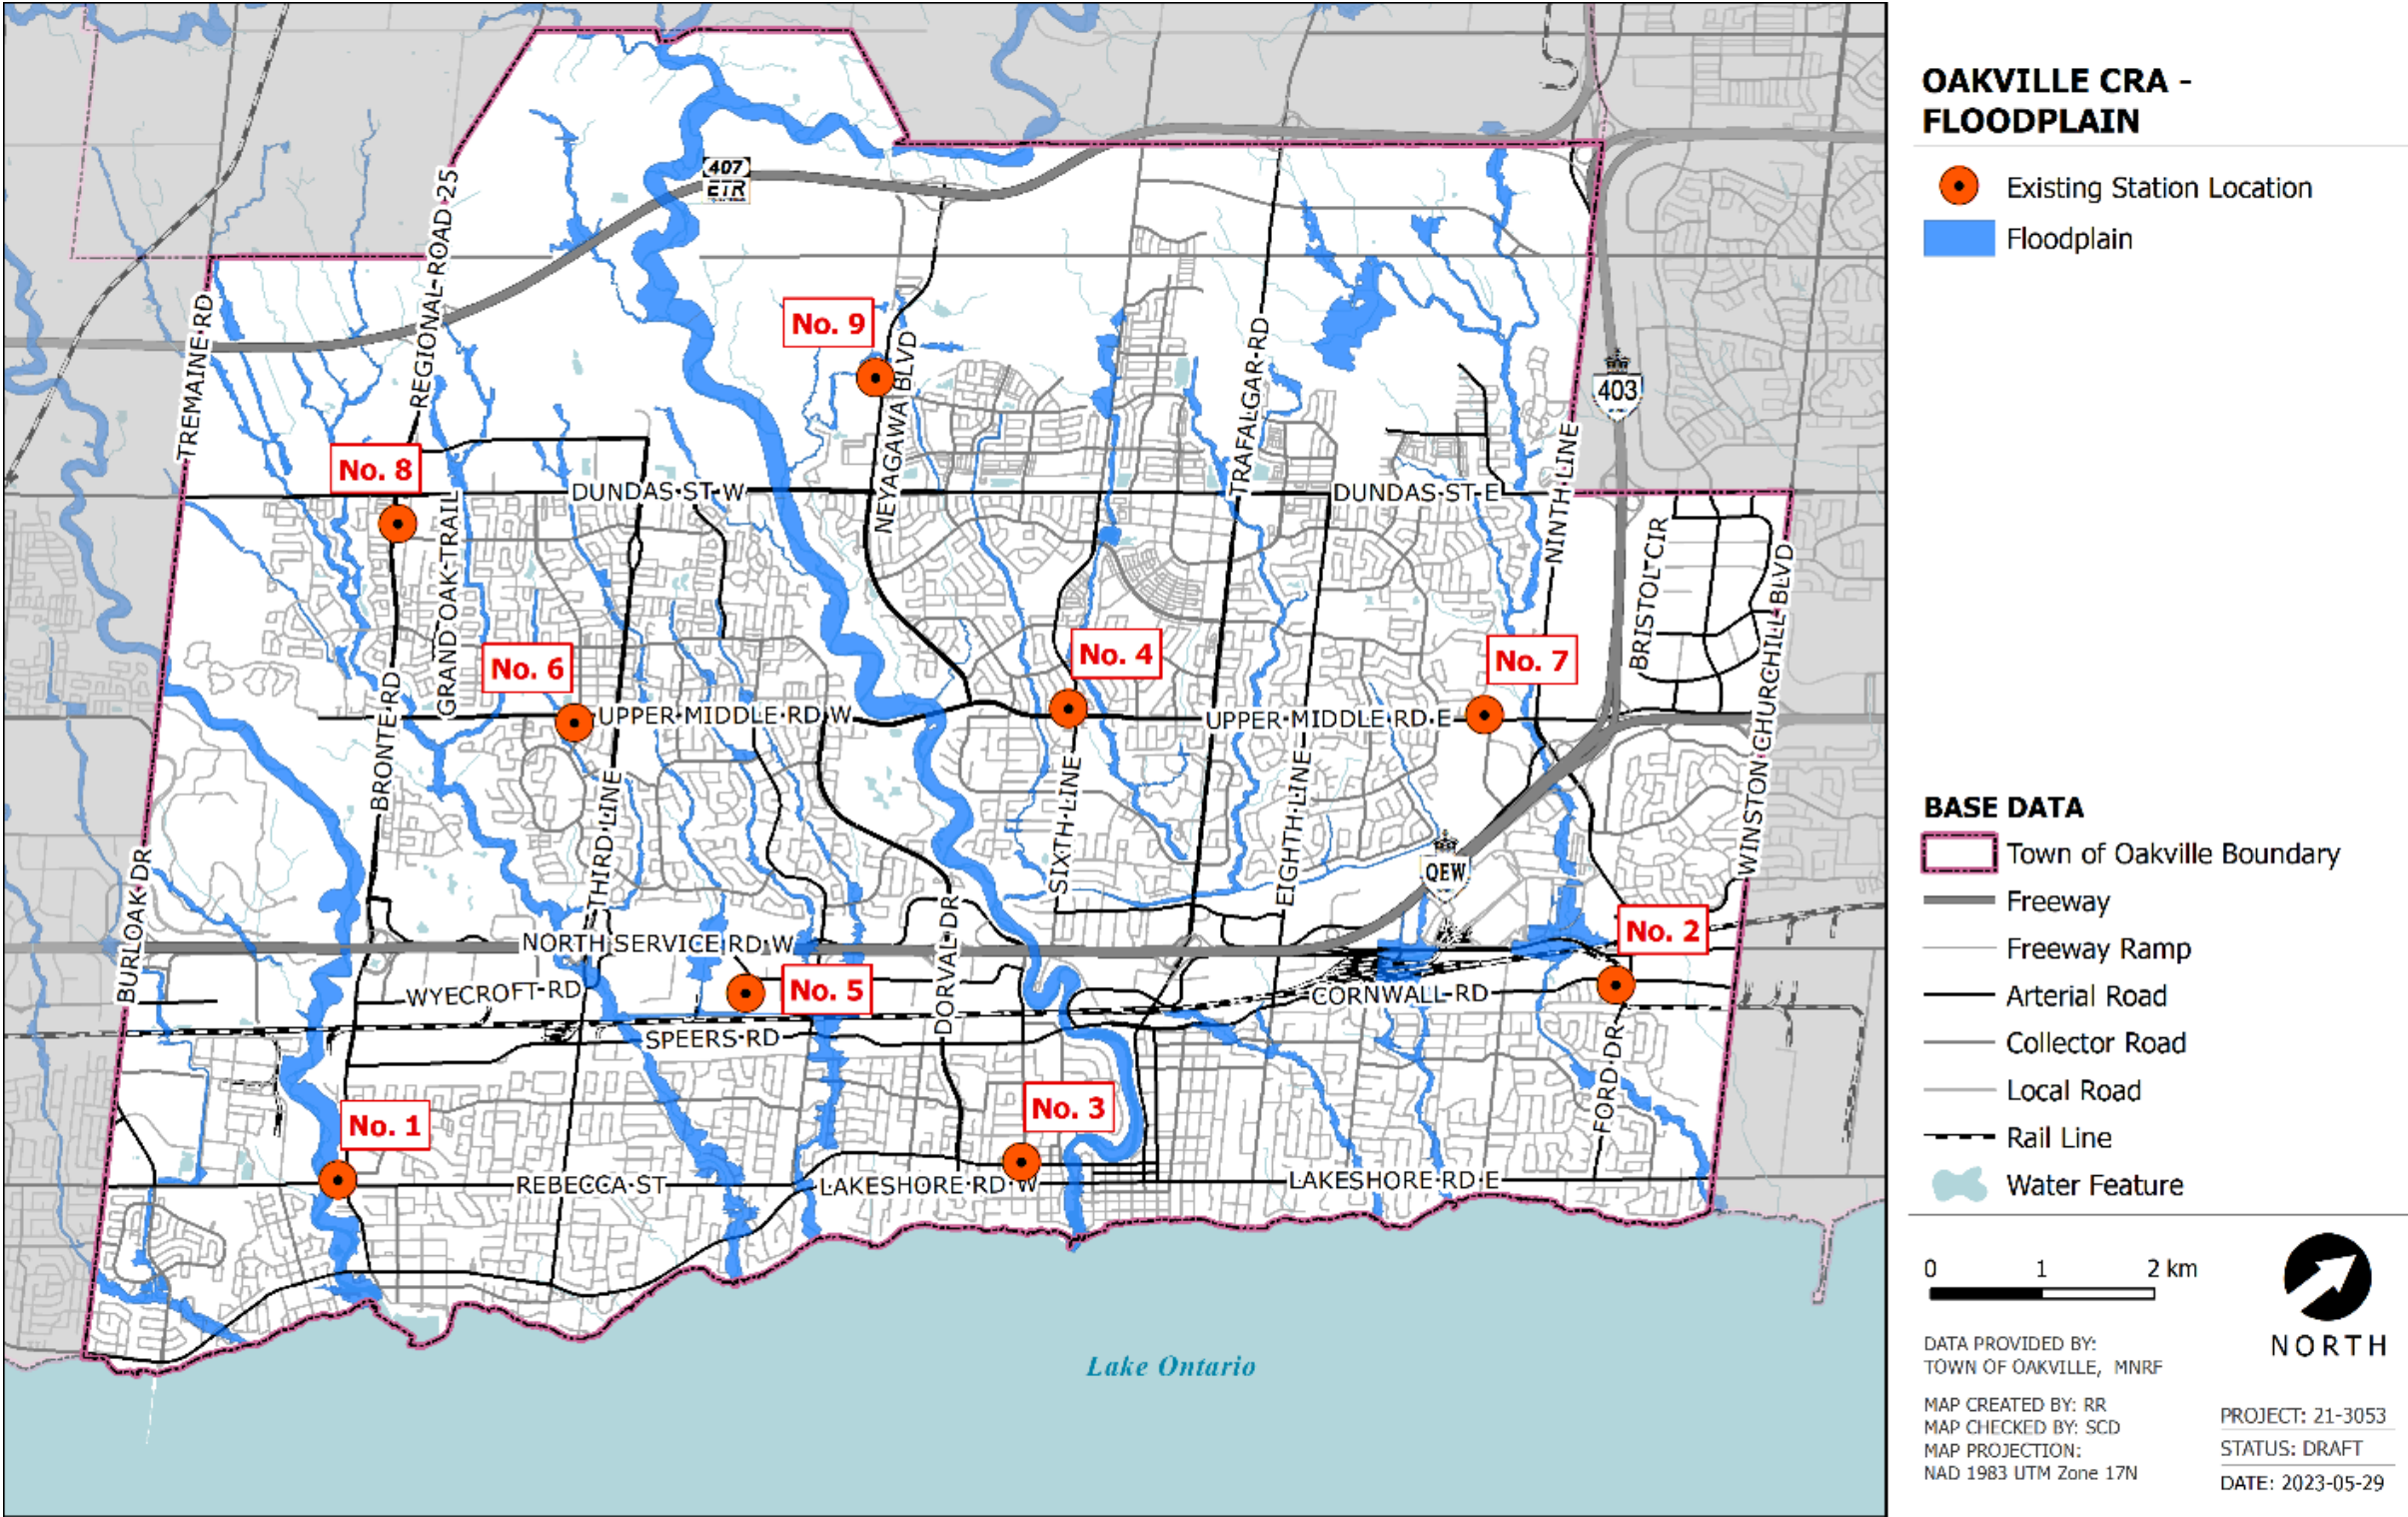 OAKVILLE CRA -
FLOODPLAIN
Existing Station Location
Floodplain
BASE DATA
Town of Oakville Boundary
Freeway
Freeway Ramp
Arterial Road
Collector Road
Local Road
Rail Line
Water Feature
0 1 2 km
NORTH
DATA PROVIDED BY:
TOWN OF OAKVILLE, MNRF
MAP CREATED BY: RR
MAP CHECKED BY: SCD
MAP PROJECTION:
NAD 1983 UTM Zone 17N
PROJECT: 21-3053
STATUS: DRAFT
DATE: 2023-05-29
407
ETR
REGIONAL ROAD 25
TREMAINE RD
No. 9
NEYAGAWA BLVD
TRAFALGAR RD
403
No. 8
DUNDAS ST W
DUNDAS ST E
NINTH LINE
BRISTOL CIR
WINSTON CHURCHILL BLVD
GRAND OAK TRAIL
No. 6
No. 4
No. 7
BRONTE RD
UPPER MIDDLE RD W
UPPER MIDDLE RD E
THIRD LINE
SIXTH LINE
EIGHTH LINE
QEW
BURLOAK DR
NORTH SERVICE RD W
DORVAL DR
No. 2
WYECROFT RD
No. 5
CORNWALL RD
SPEERS RD
FORD DR
No. 1
No. 3
REBECCA ST
LAKESHORE RD W
LAKESHORE RD E
Lake Ontario